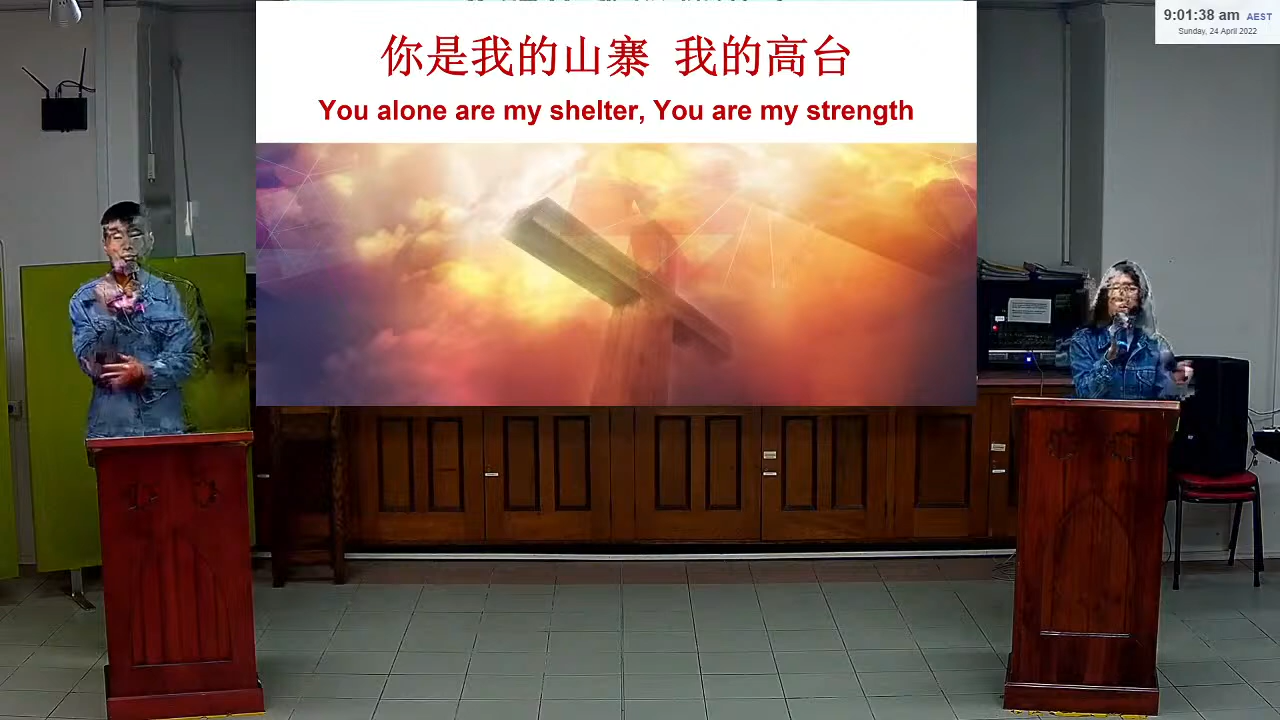 你是我的山寨 我的高台
You alone are my shelter, You are my strength
9:01:38 am AEST
Sunday, 24 April 2022